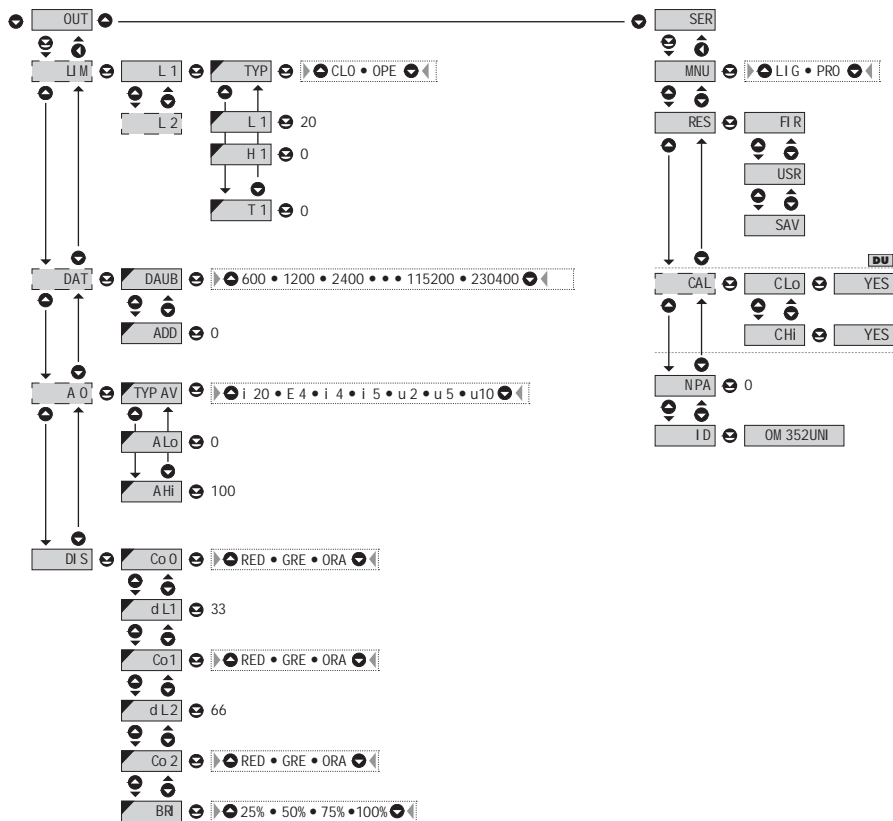 OUT
SER
LIM
L 1
TYP
CLO • OPE
MNU
LIG • PRO
L 2
L 1
20
RES
FIR
H 1
0
USR
T 1
0
SAV
DU
DAT
DAUB
600 • 1200 • 2400 • • • 115200 • 230400
CAL
CLo
YES
ADD
0
CHi
YES
A O
TYP AV
i 20 • E 4 • i 4 • i 5 • u 2 • u 5 • u10
NPA
0
ALo
0
ID
OM 352UNI
AHi
100
DIS
Co 0
RED • GRE • ORA
d L1
33
Co1
RED • GRE • ORA
d L2
66
Co 2
RED • GRE • ORA
BRI
25% • 50% • 75% •100%